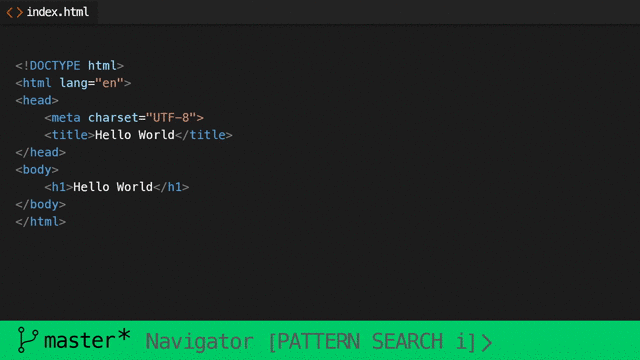 index.html
<!DOCTYPE html>
<html lang="en">
<head>
    <meta charset="UTF-8">
    <title>Hello World</title>
</head>
<body>
    <h1>Hello World</h1>
</body>
</html>
master* Navigator [PATTERN SEARCH i]